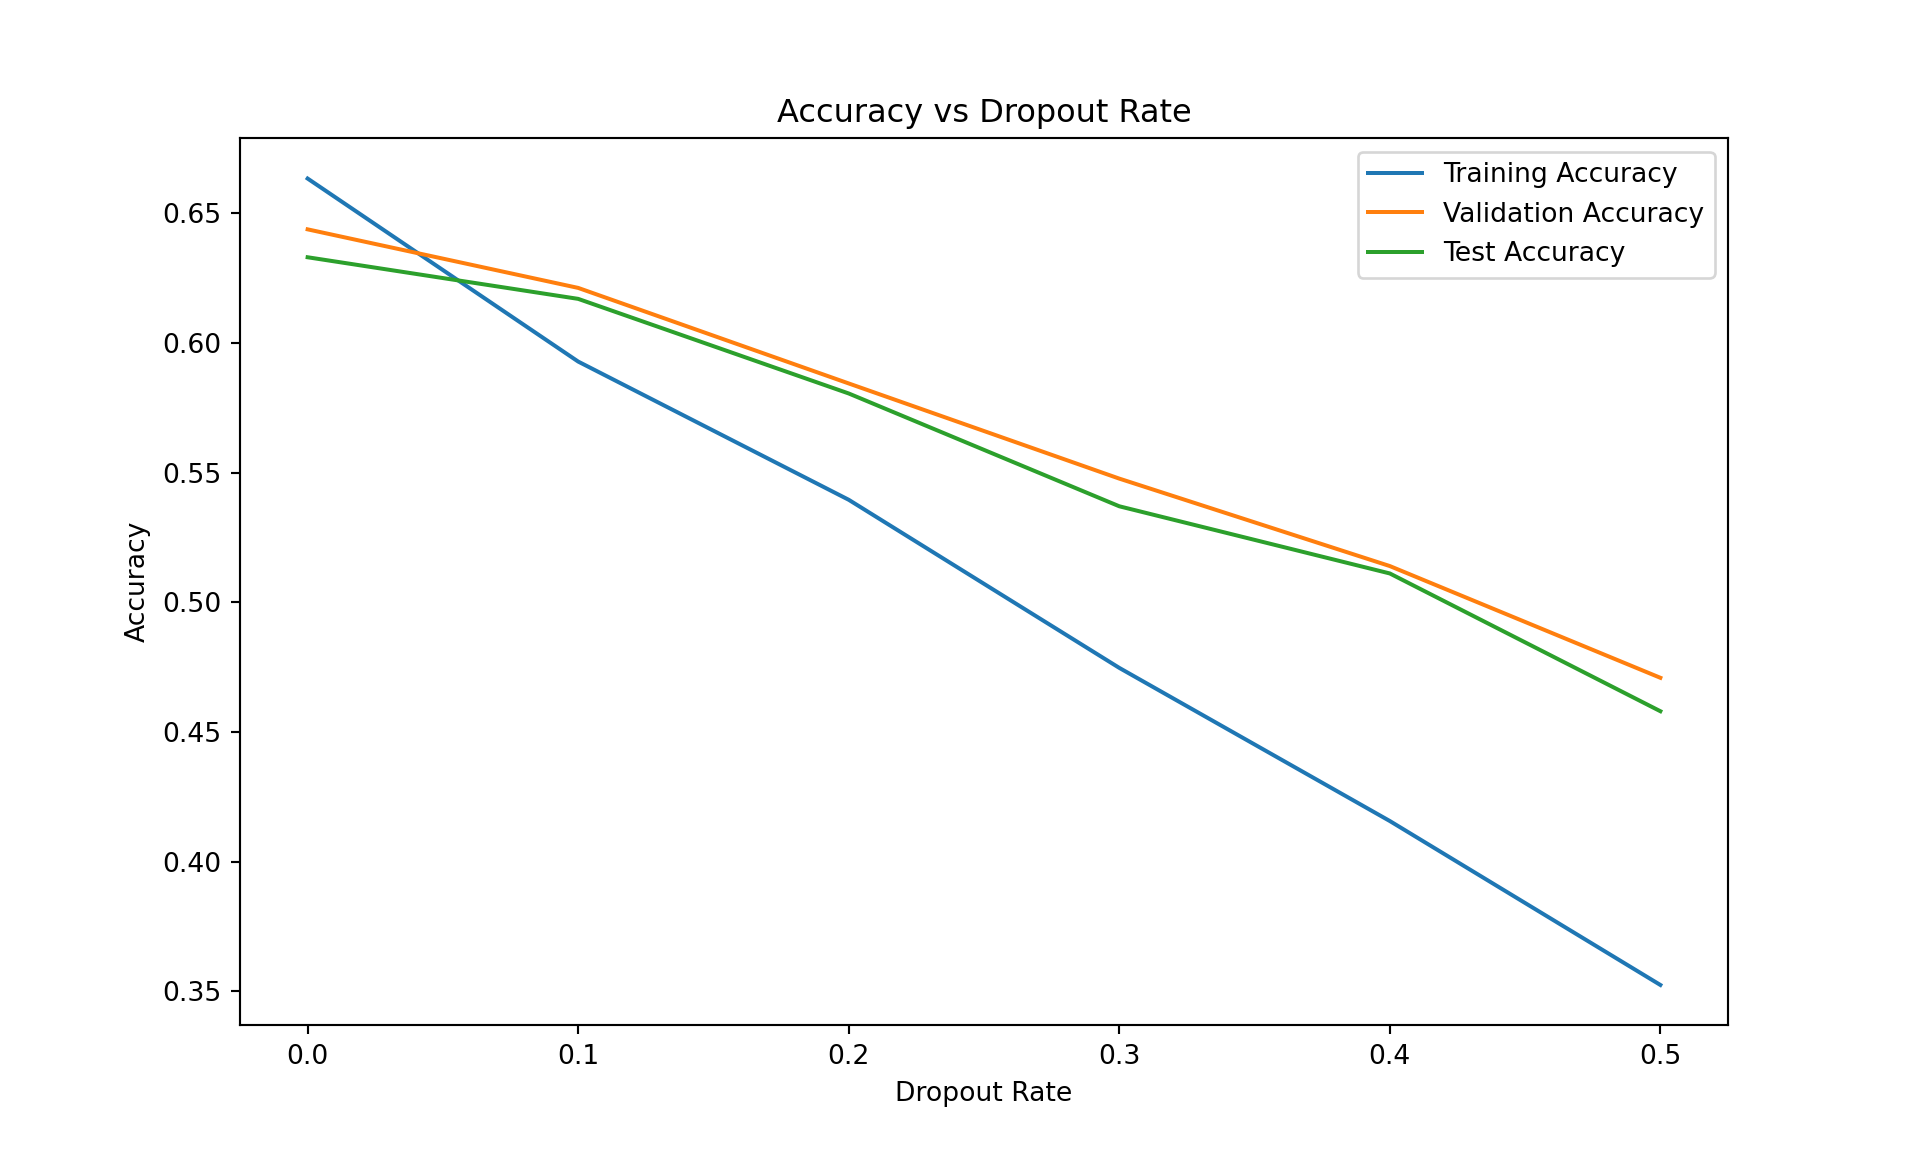 Accuracy vs Dropout Rate
Training Accuracy
Validation Accuracy
Test Accuracy
Accuracy
0.65
0.60
0.55
0.50
0.45
0.40
0.35
0.0 0.1 0.2 0.3 0.4 0.5
Dropout Rate